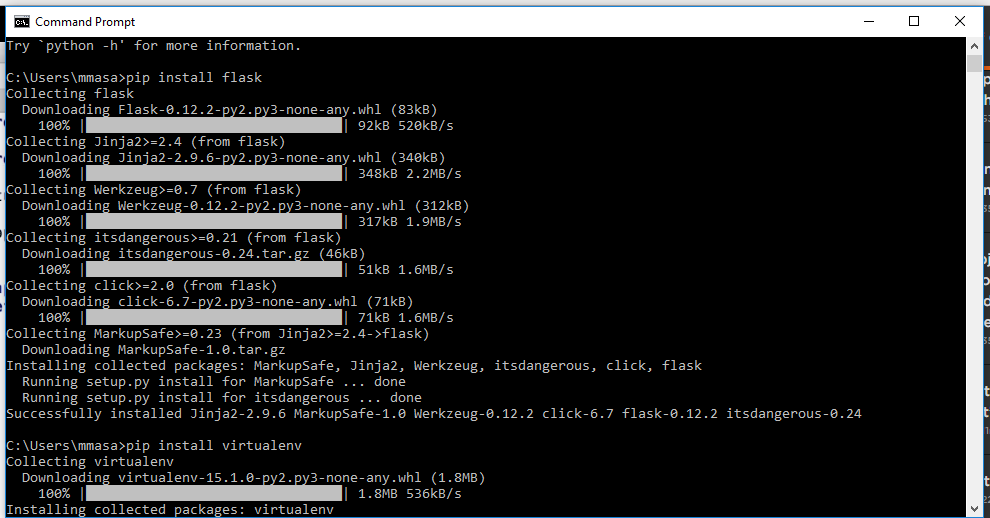 Command Prompt
Try `python -h' for more information.
C:\Users\mmasa>pip install flask
Collecting flask
  Downloading Flask-0.12.2-py2.py3-none-any.whl (83kB)
    100% || 92kB 520kB/s
Collecting Jinja2>=2.4 (from flask)
  Downloading Jinja2-2.9.6-py2.py3-none-any.whl (340kB)
    100% || 348kB 2.2MB/s
Collecting Werkzeug>=0.7 (from flask)
  Downloading Werkzeug-0.12.2-py2.py3-none-any.whl (312kB)
    100% || 317kB 1.9MB/s
Collecting itsdangerous>=0.21 (from flask)
  Downloading itsdangerous-0.24.tar.gz (46kB)
    100% || 51kB 1.6MB/s
Collecting click>=2.0 (from flask)
  Downloading click-6.7-py2.py3-none-any.whl (71kB)
    100% || 71kB 1.6MB/s
Collecting MarkupSafe>=0.23 (from Jinja2>=2.4->flask)
  Downloading MarkupSafe-1.0.tar.gz
Installing collected packages: MarkupSafe, Jinja2, Werkzeug, itsdangerous, click, flask
  Running setup.py install for MarkupSafe ... done
  Running setup.py install for itsdangerous ... done
Successfully installed Jinja2-2.9.6 MarkupSafe-1.0 Werkzeug-0.12.2 click-6.7 flask-0.12.2 itsdangerous-0.24
C:\Users\mmasa>pip install virtualenv
Collecting virtualenv
  Downloading virtualenv-15.1.0-py2.py3-none-any.whl (1.8MB)
    100% || 1.8MB 536kB/s
Installing collected packages: virtualenv